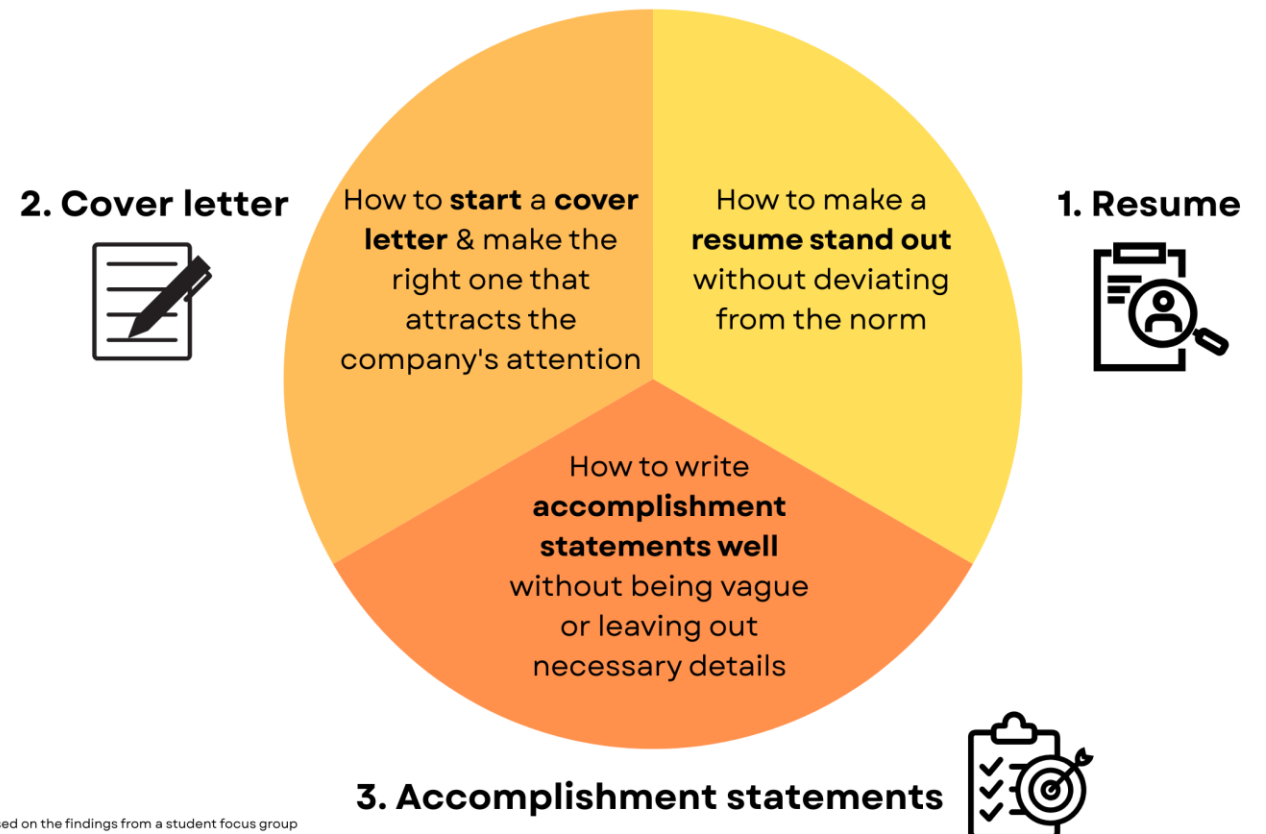 2. Cover letter
How to start a cover
letter & make the
right one that
attracts the
company's attention
How to make a
resume stand out
without deviating
from the norm
1. Resume
How to write
accomplishment
statements well
without being vague
or leaving out
necessary details
3. Accomplishment statements
on the findings from a student focus group